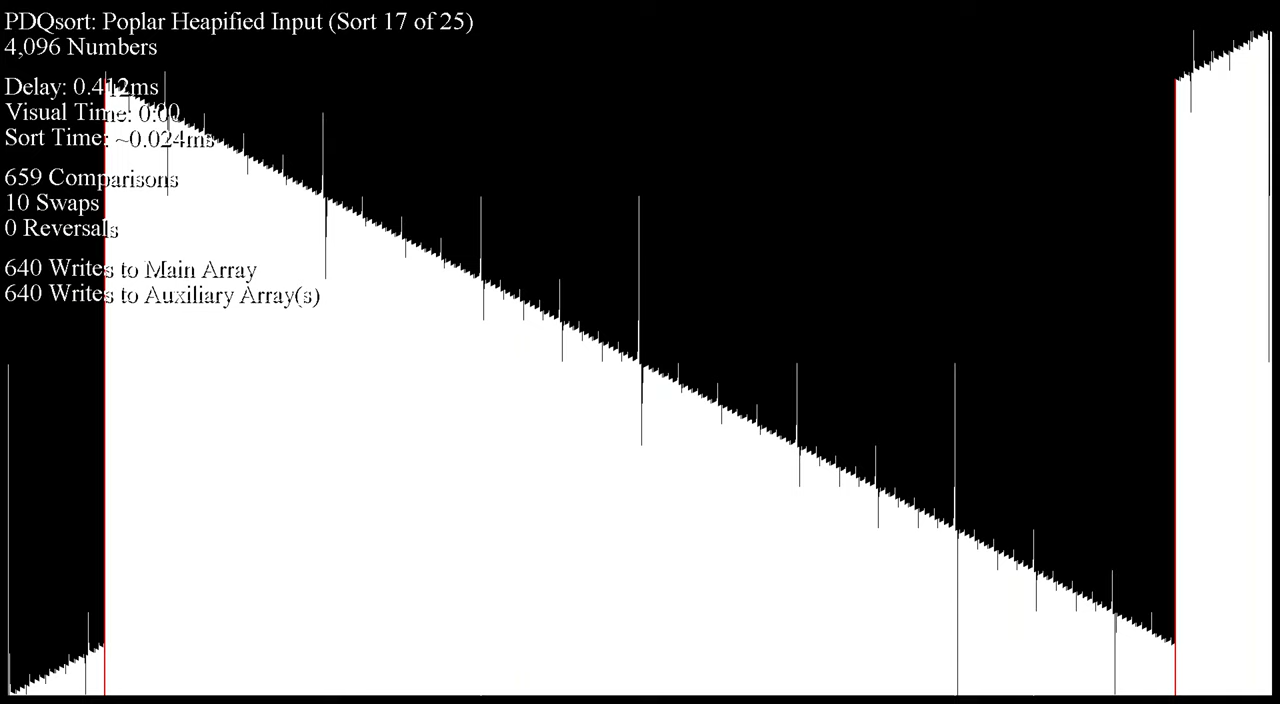 PDQsort: Poplar Heapified Input (Sort 17 of 25)
4,096 Numbers
Delay: 0.412ms
Visual Time: 0:00
Sort Time: ~0.024ms
659 Comparisons
10 Swaps
0 Reversals
640 Writes to Main Array
640 Writes to Auxiliary Array(s)